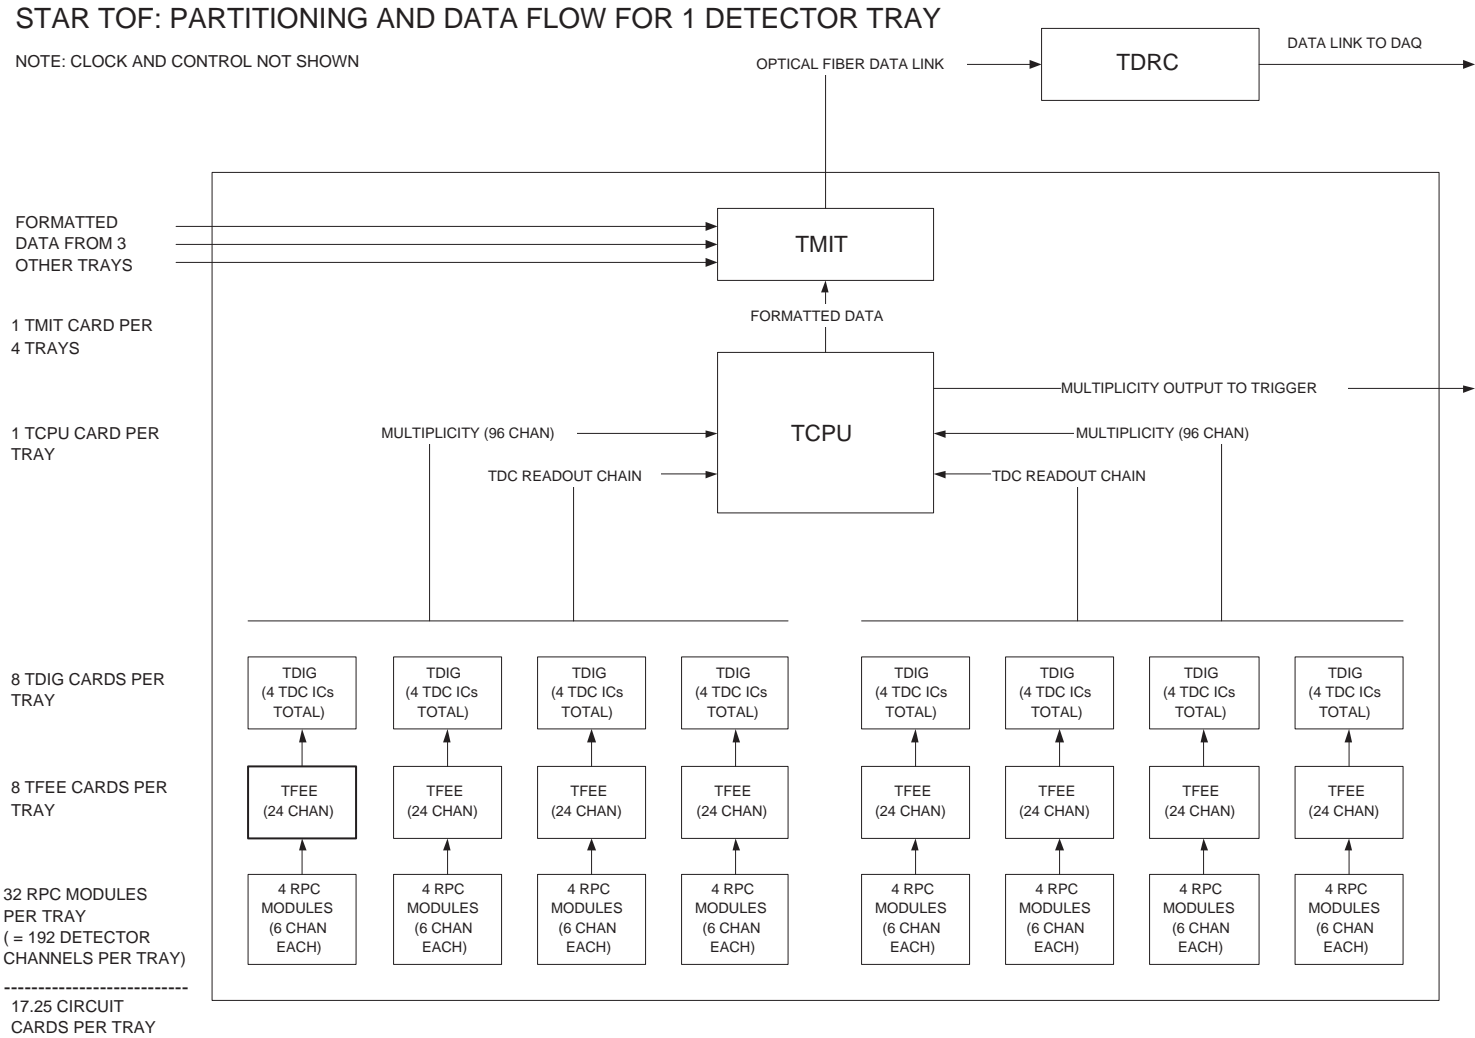 STAR TOF: PARTITIONING AND DATA FLOW FOR 1 DETECTOR TRAY
NOTE: CLOCK AND CONTROL NOT SHOWN
OPTICAL FIBER DATA LINK
TDRC
DATA LINK TO DAQ
FORMATTED
DATA FROM 3
OTHER TRAYS
TMIT
1 TMIT CARD PER
4 TRAYS
FORMATTED DATA
1 TCPU CARD PER
TRAY
TCPU
MULTIPLICITY OUTPUT TO TRIGGER
MULTIPLICITY (96 CHAN)
MULTIPLICITY (96 CHAN)
TDC READOUT CHAIN
TDC READOUT CHAIN
8 TDIG CARDS PER
TRAY
TDIG
(4 TDC ICs
TOTAL)
TDIG
(4 TDC ICs
TOTAL)
TDIG
(4 TDC ICs
TOTAL)
TDIG
(4 TDC ICs
TOTAL)
TDIG
(4 TDC ICs
TOTAL)
TDIG
(4 TDC ICs
TOTAL)
TDIG
(4 TDC ICs
TOTAL)
TDIG
(4 TDC ICs
TOTAL)
8 TFEE CARDS PER
TRAY
TFEE
(24 CHAN)
TFEE
(24 CHAN)
TFEE
(24 CHAN)
TFEE
(24 CHAN)
TFEE
(24 CHAN)
TFEE
(24 CHAN)
TFEE
(24 CHAN)
TFEE
(24 CHAN)
32 RPC MODULES
PER TRAY
( = 192 DETECTOR
CHANNELS PER TRAY)
4 RPC
MODULES
(6 CHAN
EACH)
4 RPC
MODULES
(6 CHAN
EACH)
4 RPC
MODULES
(6 CHAN
EACH)
4 RPC
MODULES
(6 CHAN
EACH)
4 RPC
MODULES
(6 CHAN
EACH)
4 RPC
MODULES
(6 CHAN
EACH)
4 RPC
MODULES
(6 CHAN
EACH)
4 RPC
MODULES
(6 CHAN
EACH)
---------------------------
17.25 CIRCUIT
CARDS PER TRAY